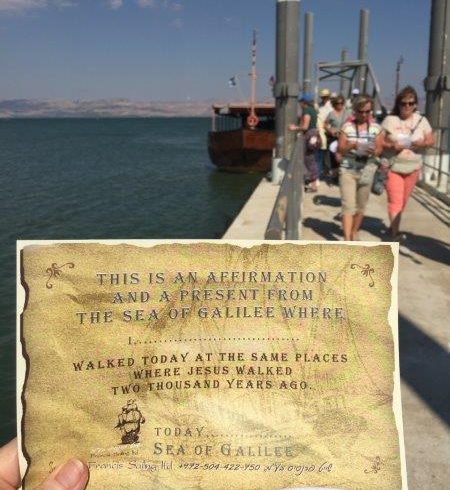 THIS IS AN AFFIRMATION
AND A PRESENT FROM
THE SEA OF GALILEE WHERE
I.................................
WALKED TODAY AT THE SAME PLACES
WHERE JESUS WALKED
TWO THOUSAND YEARS AGO.
TODAY...................
SEA OF GALILEE
Francis Sailing ltd. +972-504-422-750